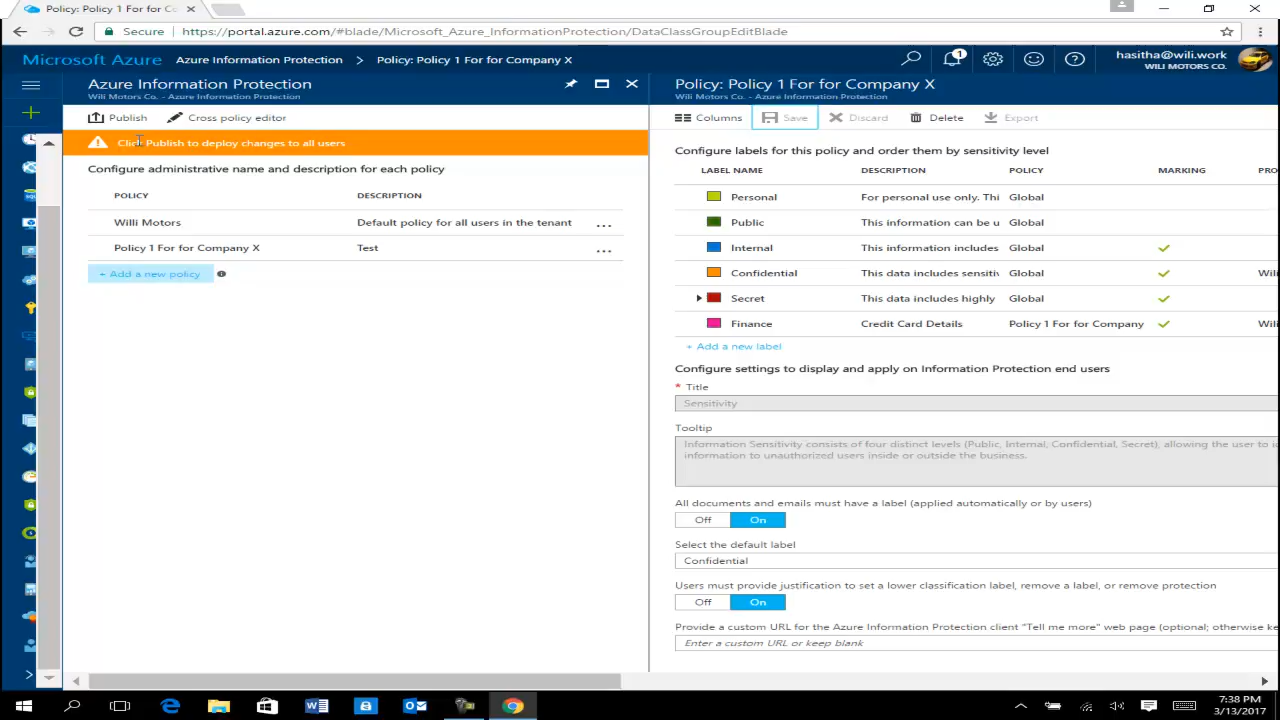 Policy: Policy 1 For for Co
Secure
https://portal.azure.com/#blade/Microsoft_Azure_InformationProtection/DataClassGroupEditBlade
Microsoft Azure
Azure Information Protection > Policy: Policy 1 For for Company X
1
hasitha@wili.work
WILI MOTORS CO.
Azure Information Protection
Wili Motors Co. - Azure Information Protection
Publish
Cross policy editor
Click Publish to deploy changes to all users
Configure administrative name and description for each policy
POLICY DESCRIPTION
Willi Motors Default policy for all users in the tenant ...
Policy 1 For for Company X Test ...
+ Add a new policy
Policy: Policy 1 For for Company X
Wili Motors Co. - Azure Information Protection
Columns Save Discard Delete Export
Configure labels for this policy and order them by sensitivity level
LABEL NAME DESCRIPTION POLICY MARKING PRO
Personal For personal use only. Thi Global
Public This information can be u Global
Internal This information includes Global
Confidential This data includes sensitiv Global Wili
Secret This data includes highly Global
Finance Credit Card Details Policy 1 For for Company Wili
+ Add a new label
Configure settings to display and apply on Information Protection end users
* Title
Sensitivity
Tooltip
Information Sensitivity consists of four distinct levels (Public, Internal, Confidential, Secret), allowing the user to i
information to unauthorized users inside or outside the business.
All documents and emails must have a label (applied automatically or by users)
Off On
Select the default label
Confidential
Users must provide justification to set a lower classification label, remove a label, or remove protection
Off On
Provide a custom URL for the Azure Information Protection client "Tell me more" web page (optional; otherwise ke
Enter a custom URL or keep blank
7:38 PM
3/13/2017